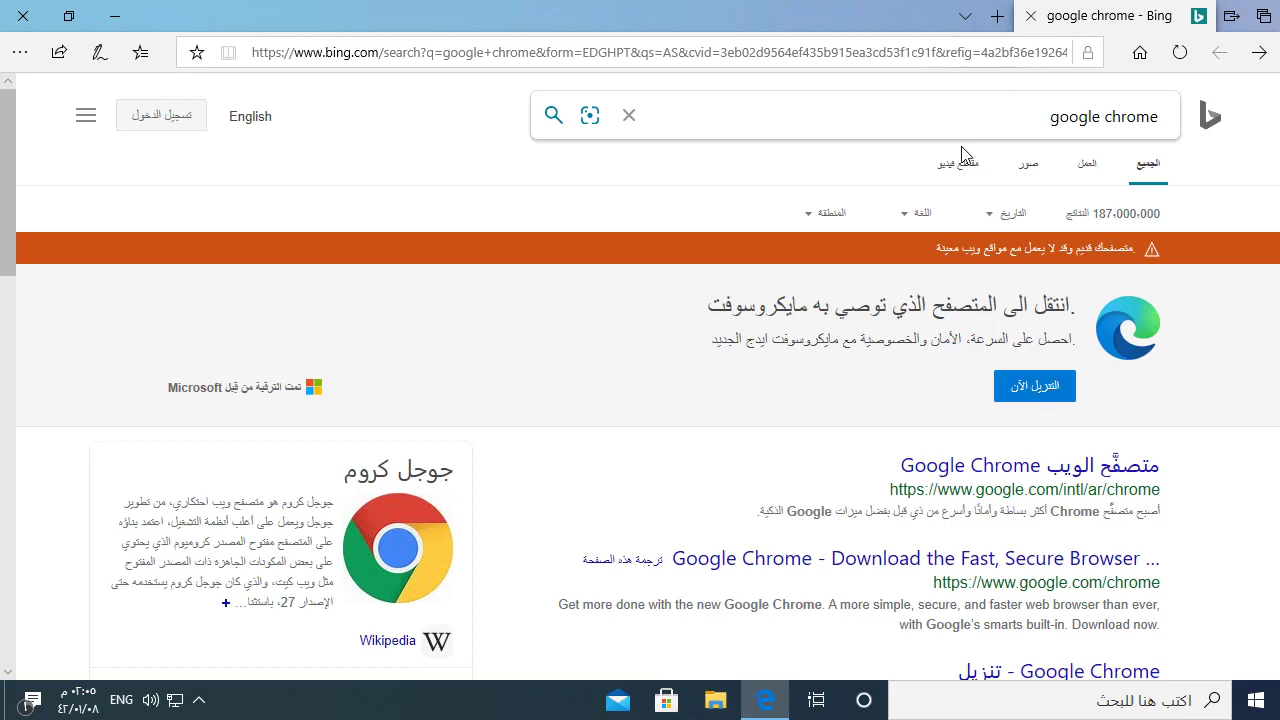 google chrome - Bing
https://www.bing.com/search?q=google+chrome&form=EDGHPT&qs=AS&cvid=3eb02d9564ef435b915ea3cd53f1c91f&refig=4a2bf36e19264
google chrome
English
تسجيل الدخول
الجميع
العمل
صور
مقاطع فيديو
187،000،000 النتائج
التاريخ
اللغة
المنطقة
متصفحك قديم وقد لا يعمل مع مواقع ويب معينة.
انتقل الى المتصفح الذي توصي به مايكروسوفت.
احصل على السرعة، الأمان والخصوصية مع مايكروسوفت ايدج الجديد.
التنزيل الآن
تمت الترقية من قبل Microsoft
متصفَّح الويب Google Chrome
https://www.google.com/intl/ar/chrome
أصبح متصفِّح Chrome أكثر بساطة وأمانًا وأسرع من ذي قبل بفضل ميزات Google الذكية.
Google Chrome - Download the Fast, Secure Browser ...
ترجمة هذه الصفحة
https://www.google.com/chrome
Get more done with the new Google Chrome. A more simple, secure, and faster web browser than ever,
with Google’s smarts built-in. Download now.
Google Chrome - تنزيل
جوجل كروم
جوجل كروم هو متصفح ويب احتكاري، من تطوير
جوجل ويعمل على أغلب أنظمة التشغيل، اعتمد بناؤه
على المتصفح مفتوح المصدر كروميوم الذي يحتوي
على بعض المكونات الجاهزة ذات المصدر المفتوح
مثل ويب كيت، والذي كان جوجل كروم يستخدمه حتى
الإصدار 27، باستثنا... +
W Wikipedia
اكتب هنا للبحث
ENG
٠٢:٠٥ م
٤٢/٠١/٠٨
1